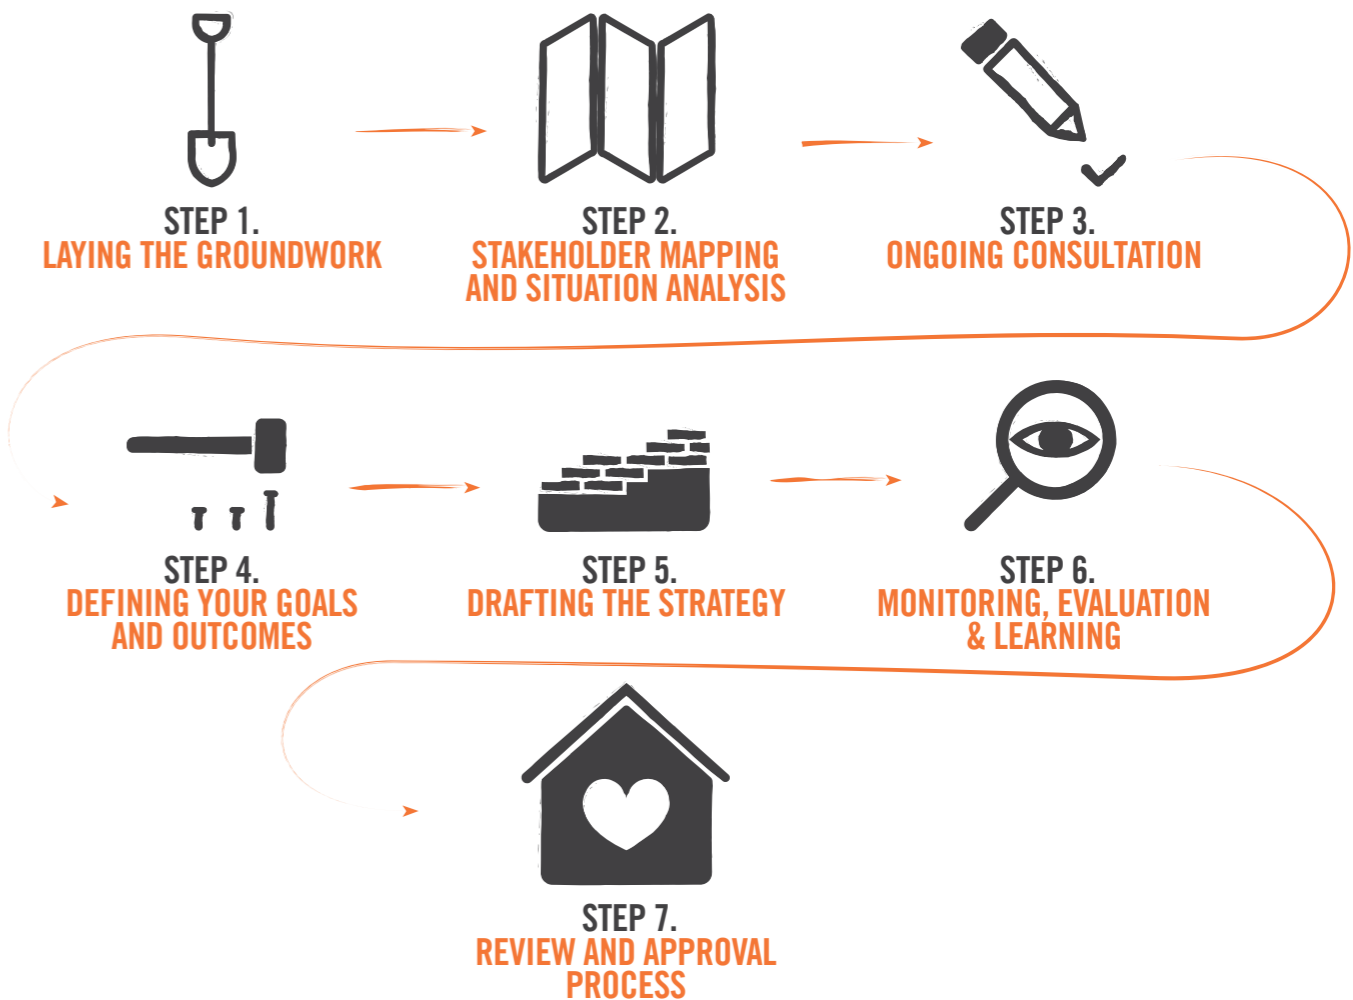 STEP 1.
LAYING THE GROUNDWORK
STEP 2.
STAKEHOLDER MAPPING
AND SITUATION ANALYSIS
STEP 3.
ONGOING CONSULTATION
STEP 4.
DEFINING YOUR GOALS
AND OUTCOMES
STEP 5.
DRAFTING THE STRATEGY
STEP 6.
MONITORING, EVALUATION
& LEARNING
STEP 7.
REVIEW AND APPROVAL
PROCESS